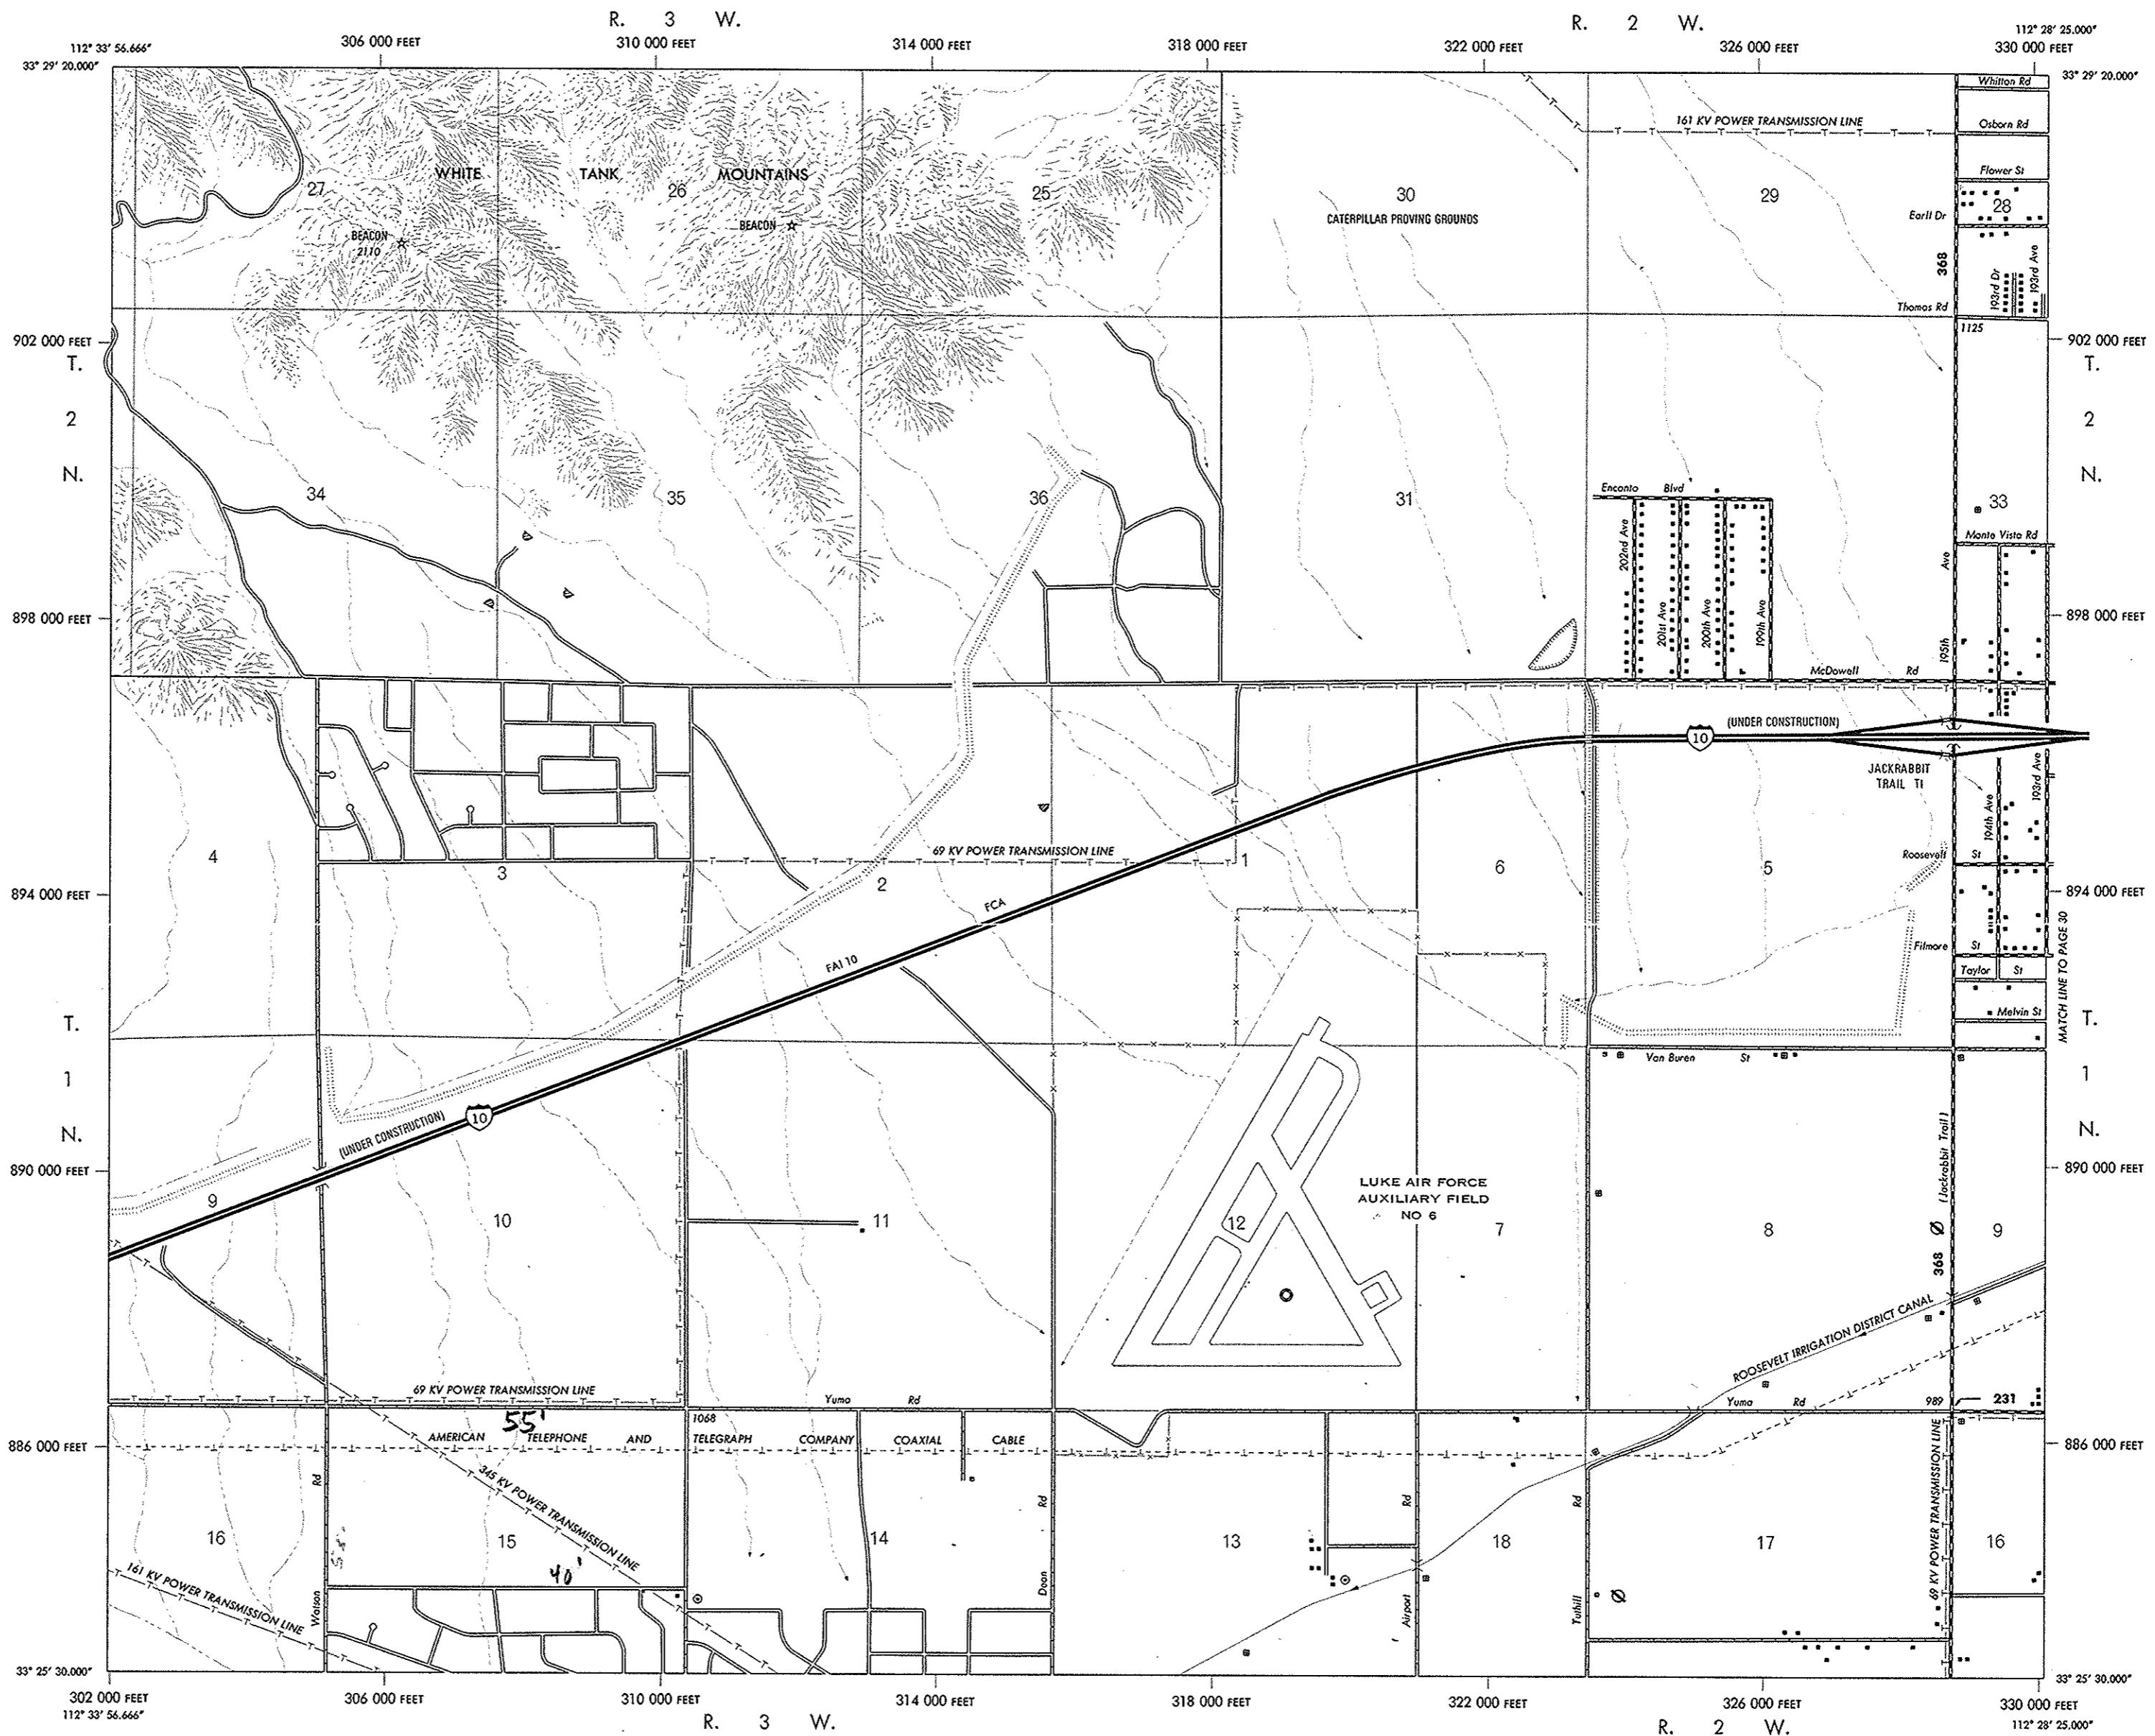 R. 3 W. R. 2 W.
112° 33' 56.666" 306 000 FEET 310 000 FEET 314 000 FEET 318 000 FEET 322 000 FEET 326 000 FEET 330 000 FEET 112° 28' 25.000"
33° 29' 20.000" 33° 29' 20.000"
Whitton Rd
161 KV POWER TRANSMISSION LINE
Osborn Rd
Flower St
WHITE TANK MOUNTAINS
27 26 25 30 29 28
CATERPILLAR PROVING GROUNDS
Earll Dr
BEACON
2110
BEACON
368
193rd Dr
193rd Ave
Thomas Rd
1125
902 000 FEET 902 000 FEET
T. T.
2 2
N. N.
34 35 36 31 33
Encanto Blvd
202nd Ave
201st Ave
200th Ave
199th Ave
195th Ave
Monte Vista Rd
898 000 FEET 898 000 FEET
McDowell Rd
(UNDER CONSTRUCTION)
10
JACKRABBIT
TRAIL TI
194th Ave
193rd Ave
4 3 2 1 6 5
69 KV POWER TRANSMISSION LINE
Roosevelt St
894 000 FEET 894 000 FEET
FCA
FAI 10
Filmore St
Taylor St
Melvin St
MATCH LINE TO PAGE 30
T. T.
1 1
N. N.
Van Buren St
10
(UNDER CONSTRUCTION)
(Jackrabbit Trail)
890 000 FEET 890 000 FEET
LUKE AIR FORCE
AUXILIARY FIELD
NO 6
9 10 11 12 7 8 9
368
ROOSEVELT IRRIGATION DISTRICT CANAL
69 KV POWER TRANSMISSION LINE
Yuma Rd
Yuma Rd
989
231
55'
1068
AMERICAN TELEPHONE AND TELEGRAPH COMPANY COAXIAL CABLE
886 000 FEET 886 000 FEET
345 KV POWER TRANSMISSION LINE
Watson Rd
Dean Rd
Airport Rd
Tuthill Rd
69 KV POWER TRANSMISSION LINE
16 15 14 13 18 17 16
55'
40'
161 KV POWER TRANSMISSION LINE
33° 25' 30.000" 33° 25' 30.000"
302 000 FEET 306 000 FEET 310 000 FEET 314 000 FEET 318 000 FEET 322 000 FEET 326 000 FEET 330 000 FEET
112° 33' 56.666" 112° 28' 25.000"
R. 3 W. R. 2 W.